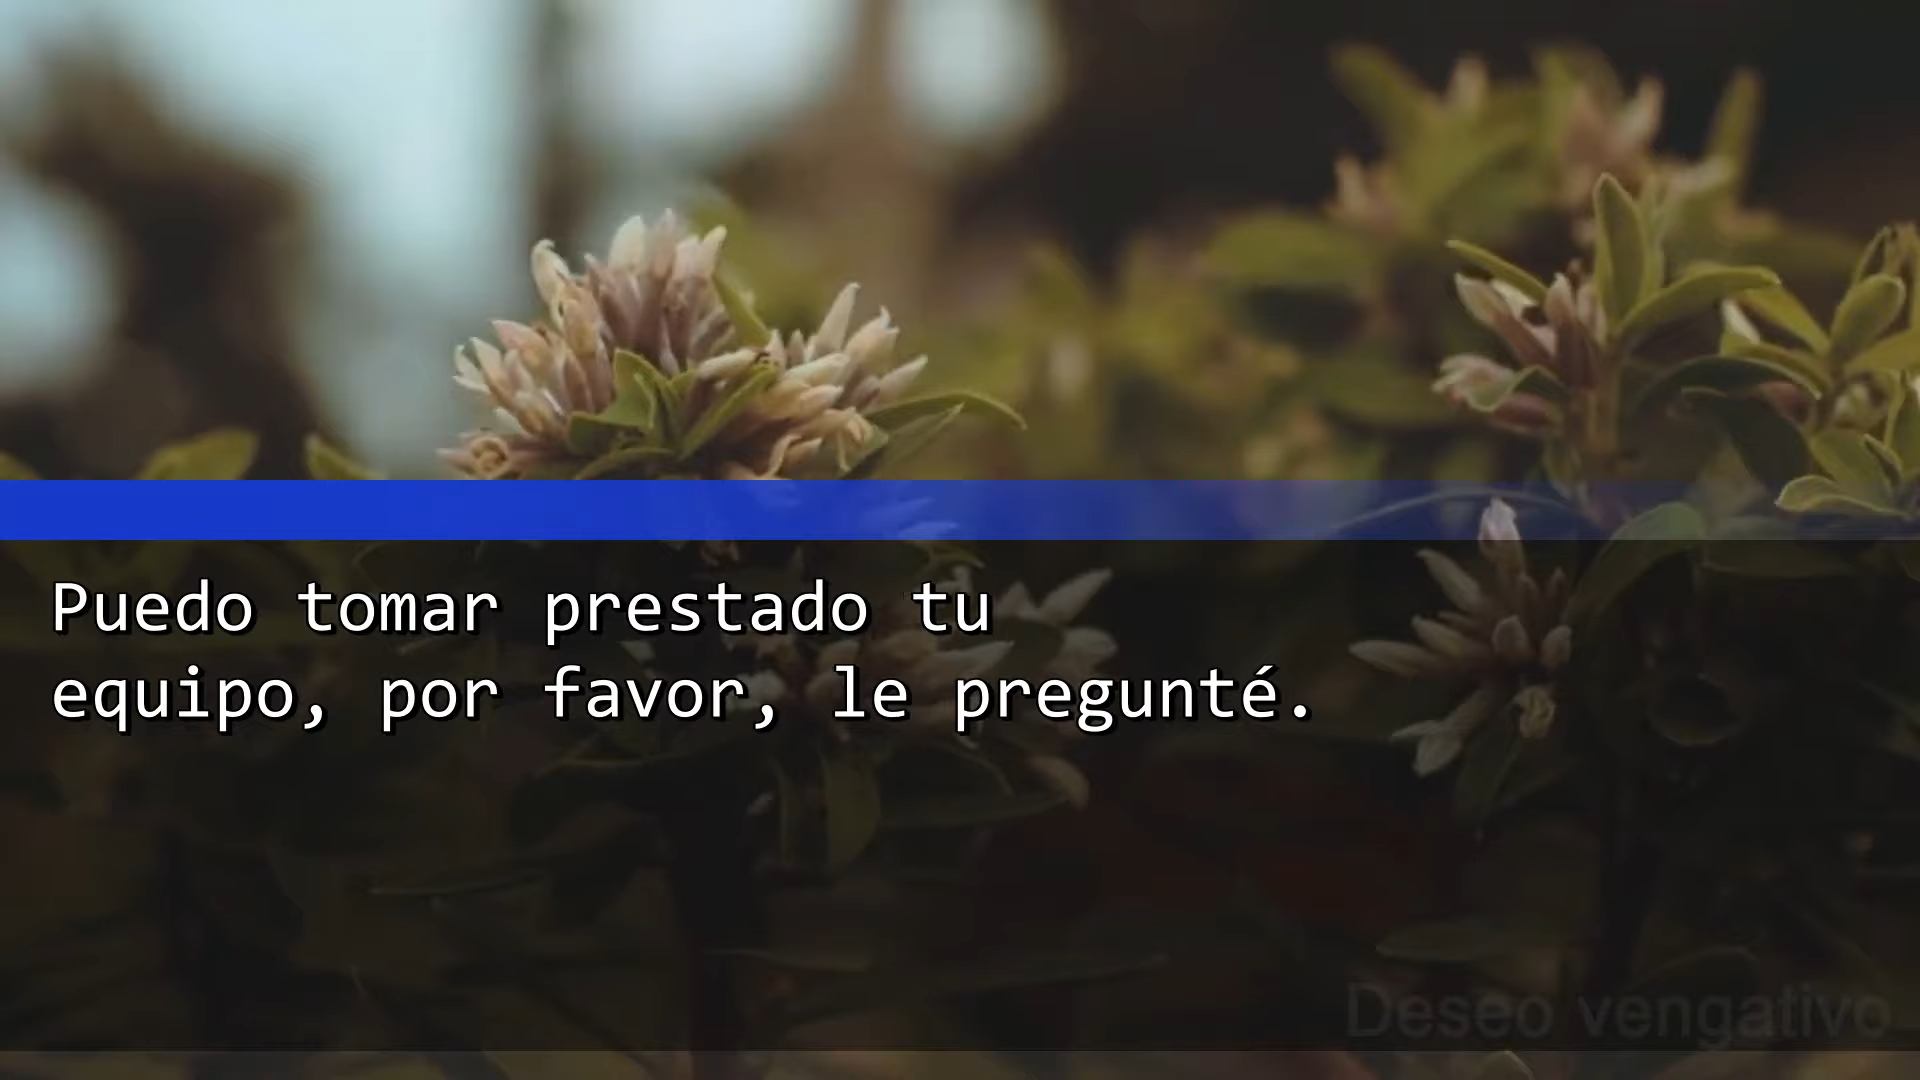 Puedo tomar prestado tu
equipo, por favor, le pregunté.
Deseo vengativo